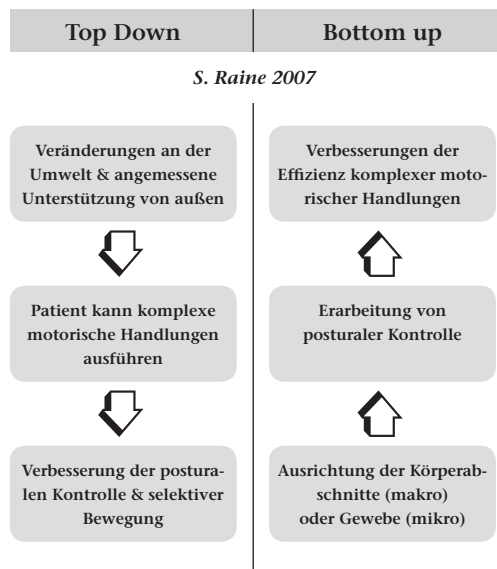 Top Down
Bottom up
S. Raine 2007
Veränderungen an der
Umwelt & angemessene
Unterstützung von außen
Patient kann komplexe
motorische Handlungen
ausführen
Verbesserung der postura-
len Kontrolle & selektiver
Bewegung
Verbesserungen der
Effizienz komplexer moto-
rischer Handlungen
Erarbeitung von
posturaler Kontrolle
Ausrichtung der Körperab-
schnitte (makro)
oder Gewebe (mikro)